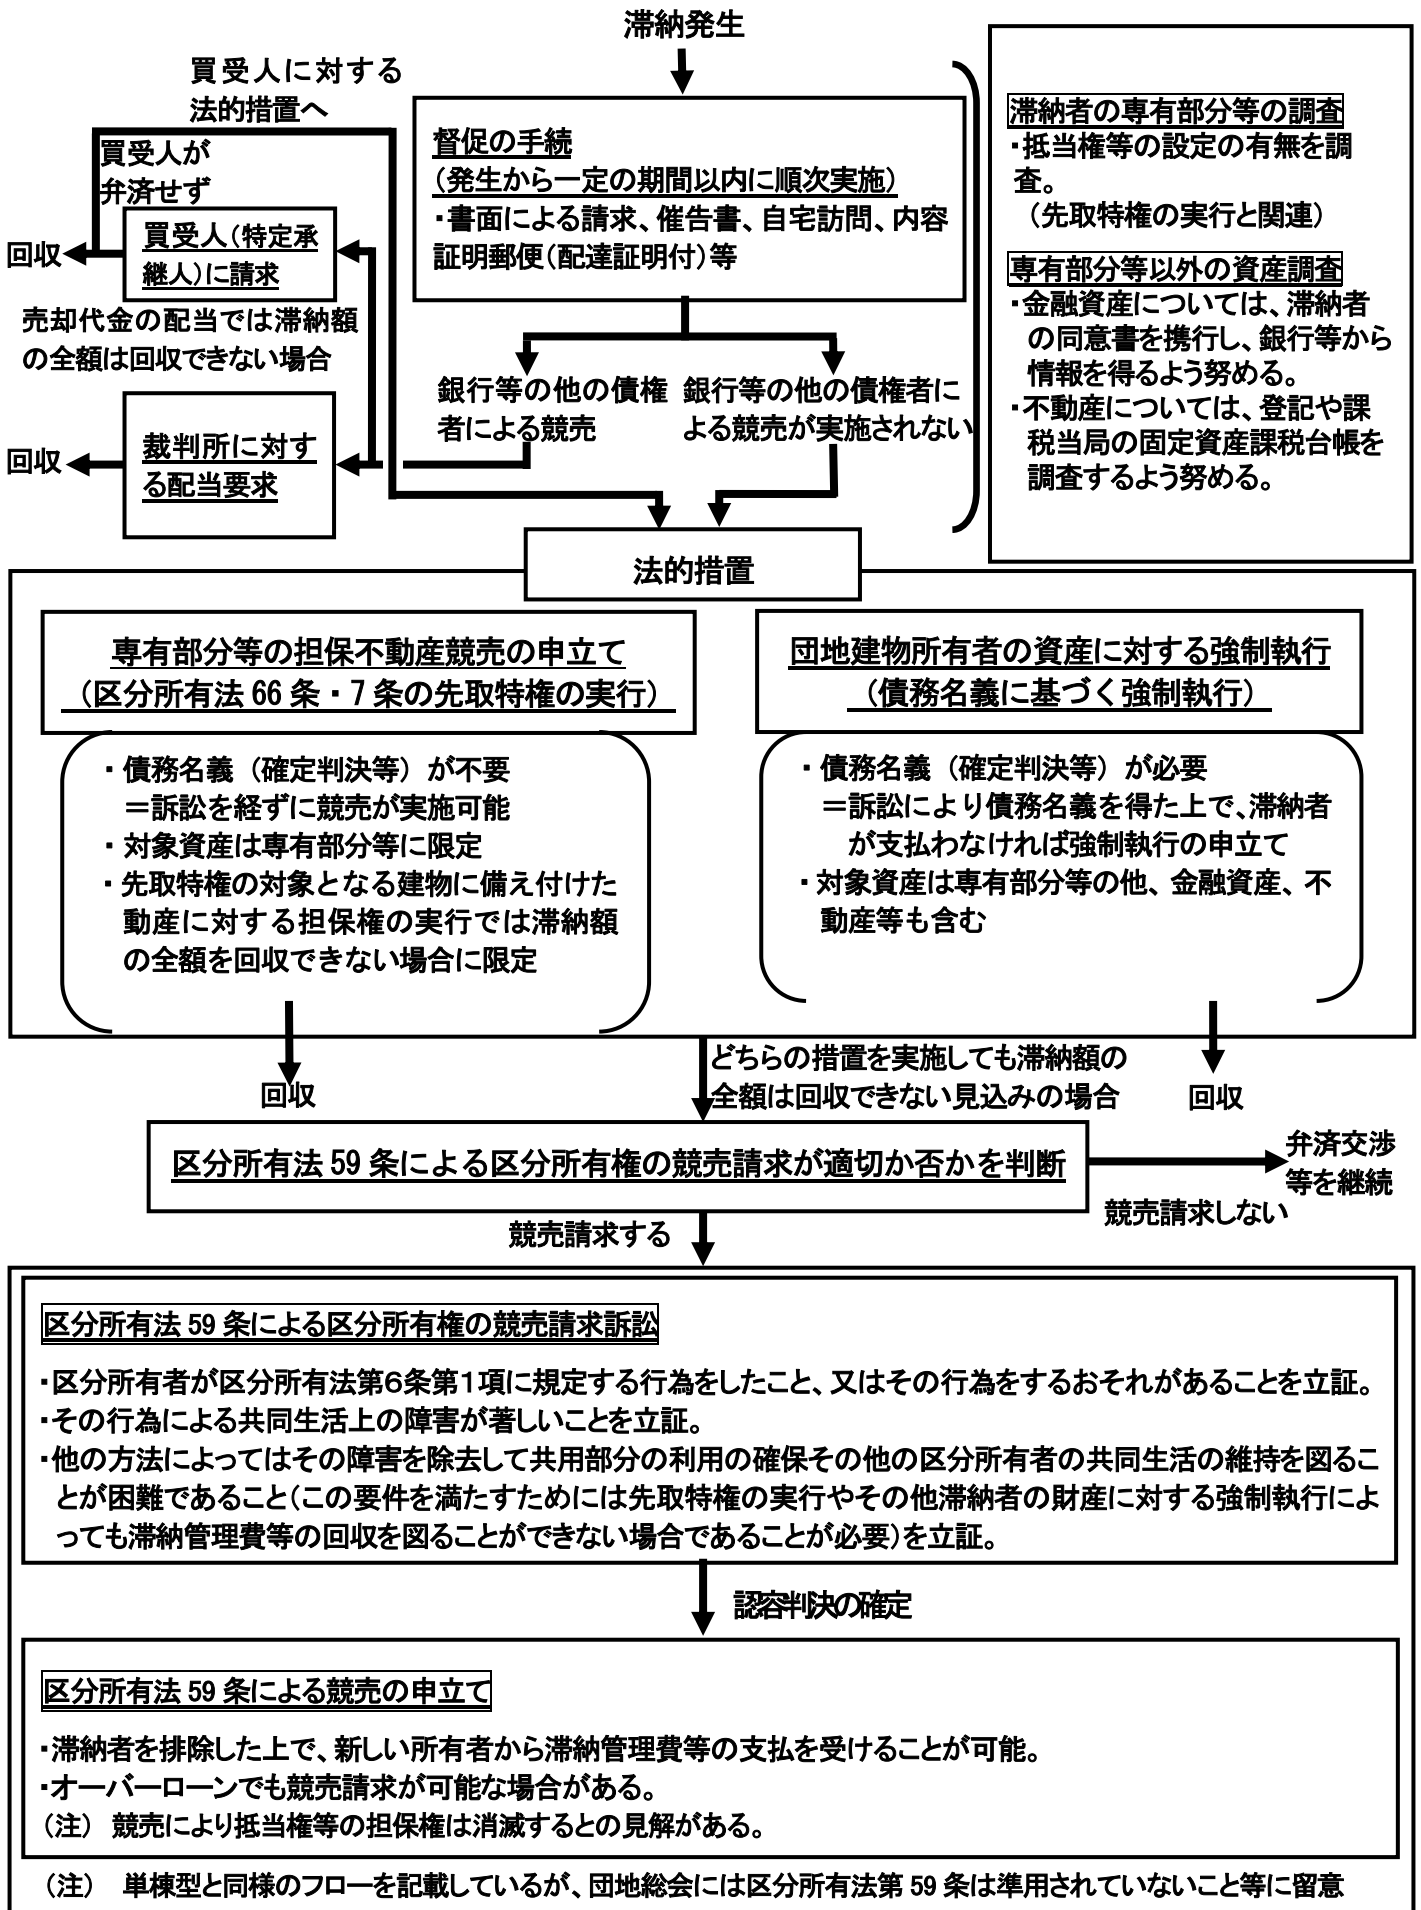 滞納発生
買受人に対する
法的措置へ
買受人が
弁済せず
督促の手続
（発生から一定の期間以内に順次実施）
・書面による請求、催告書、自宅訪問、内容
証明郵便（配達証明付）等
滞納者の専有部分等の調査
・抵当権等の設定の有無を調
査。
（先取特権の実行と関連）
専有部分等以外の資産調査
・金融資産については、滞納者
の同意書を携行し、銀行等から
情報を得るよう努める。
・不動産については、登記や課
税当局の固定資産課税台帳を
調査するよう努める。
回収
買受人（特定承
継人）に請求
売却代金の配当では滞納額
の全額は回収できない場合
銀行等の他の債権
者による競売
銀行等の他の債権者に
よる競売が実施されない
回収
裁判所に対す
る配当要求
法的措置
専有部分等の担保不動産競売の申立て
（区分所有法 66 条・7 条の先取特権の実行）
・債務名義（確定判決等）が不要
＝訴訟を経ずに競売が実施可能
・対象資産は専有部分等に限定
・先取特権の対象となる建物に備え付けた
動産に対する担保権の実行では滞納額
の全額を回収できない場合に限定
団地建物所有者の資産に対する強制執行
（債務名義に基づく強制執行）
・債務名義（確定判決等）が必要
＝訴訟により債務名義を得た上で、滞納者
が支払わなければ強制執行の申立て
・対象資産は専有部分等の他、金融資産、不
動産等も含む
回収
どちらの措置を実施しても滞納額の
全額は回収できない見込みの場合
回収
区分所有法 59 条による区分所有権の競売請求が適切か否かを判断
弁済交渉
等を継続
競売請求しない
競売請求する
区分所有法 59 条による区分所有権の競売請求訴訟
・区分所有者が区分所有法第６条第１項に規定する行為をしたこと、又はその行為をするおそれがあることを立証。
・その行為による共同生活上の障害が著しいことを立証。
・他の方法によってはその障害を除去して共用部分の利用の確保その他の区分所有者の共同生活の維持を図るこ
とが困難であること（この要件を満たすためには先取特権の実行やその他滞納者の財産に対する強制執行によ
っても滞納管理費等の回収を図ることができない場合であることが必要）を立証。
認容判決の確定
区分所有法 59 条による競売の申立て
・滞納者を排除した上で、新しい所有者から滞納管理費等の支払を受けることが可能。
・オーバーローンでも競売請求が可能な場合がある。
（注） 競売により抵当権等の担保権は消滅するとの見解がある。
（注） 単棟型と同様のフローを記載しているが、団地総会には区分所有法第 59 条は準用されていないこと等に留意